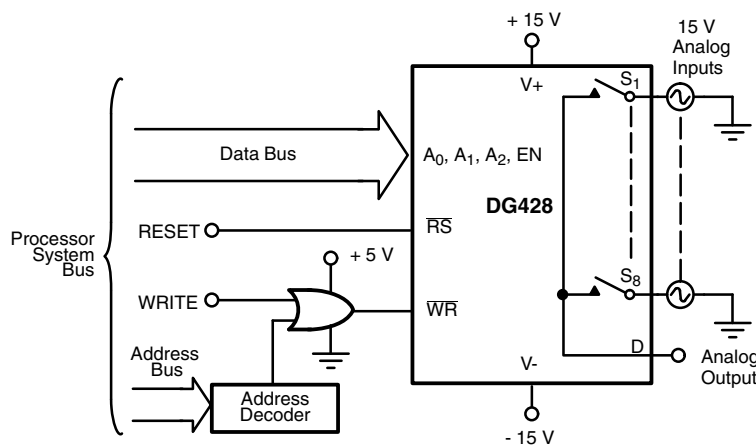 + 15 V
15 V
Analog
Inputs
V+
S1
Data Bus
A0, A1, A2, EN
DG428
Processor
System
Bus
RESET
RS
+ 5 V
WRITE
WR
S8
Address
Bus
D
V-
Analog
Output
Address
Decoder
- 15 V